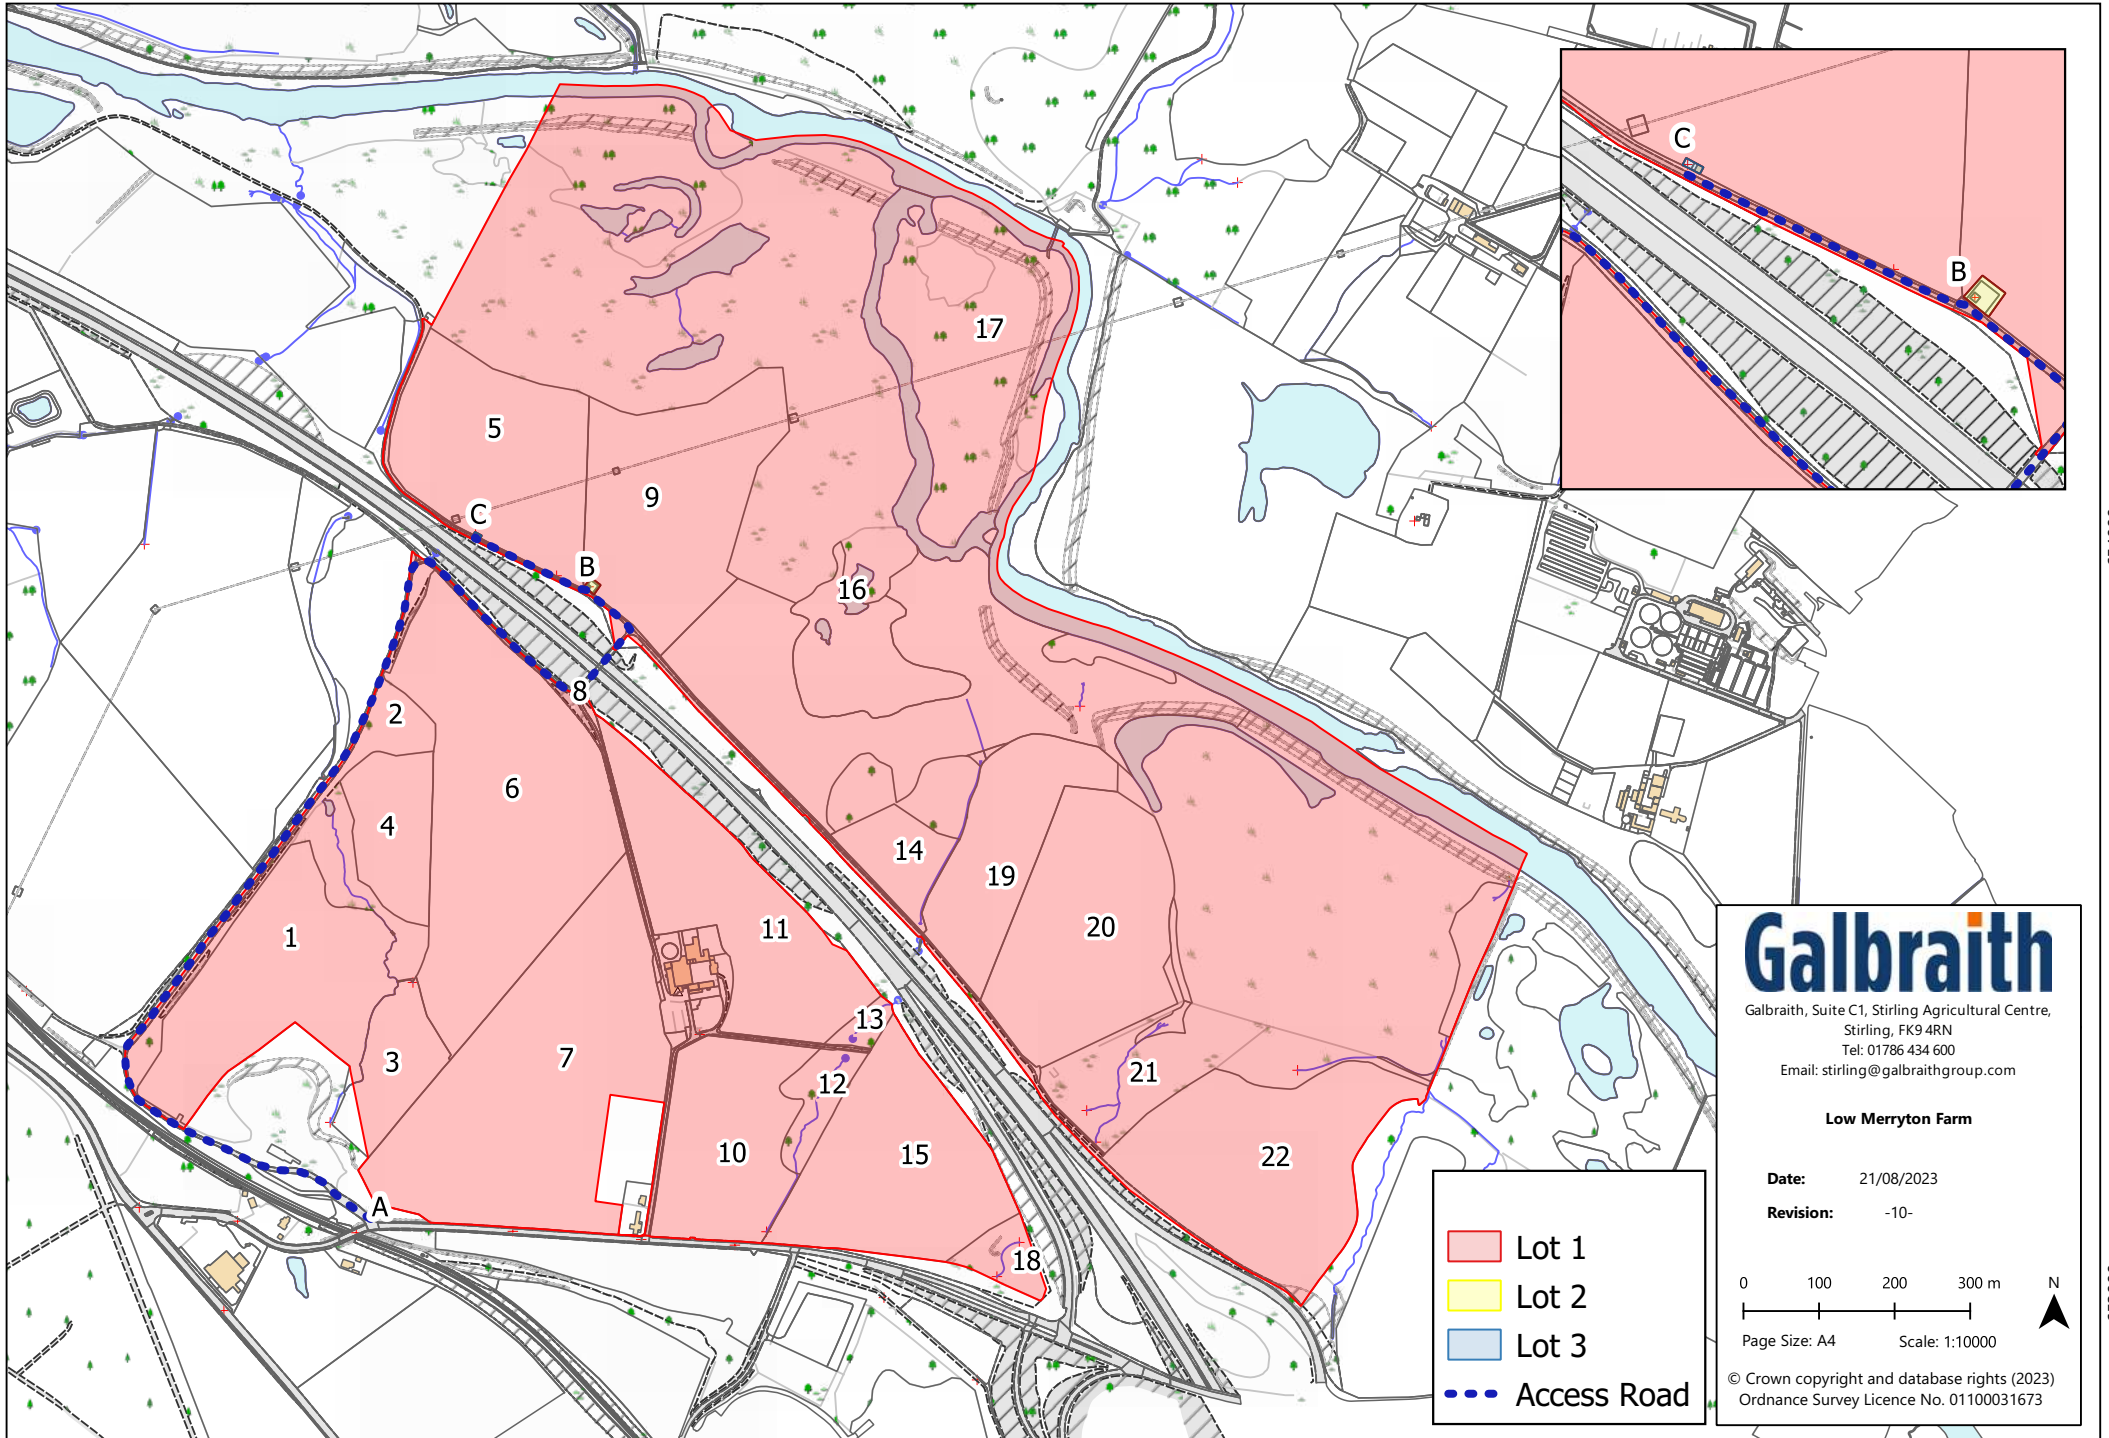 C
B
17
5
9
C
B
16
8
2
6
4
14
19
20
11
1
13
3
7
21
12
10
15
22
A
18
Lot 1
Lot 2
Lot 3
Access Road
Galbraith
Galbraith, Suite C1, Stirling Agricultural Centre,
Stirling, FK9 4RN
Tel: 01786 434 600
Email: stirling@galbraithgroup.com
Low Merryton Farm
Date: 21/08/2023
Revision: -10-
0 100 200 300 m N
Page Size: A4 Scale: 1:10000
© Crown copyright and database rights (2023)
Ordnance Survey Licence No. 01100031673